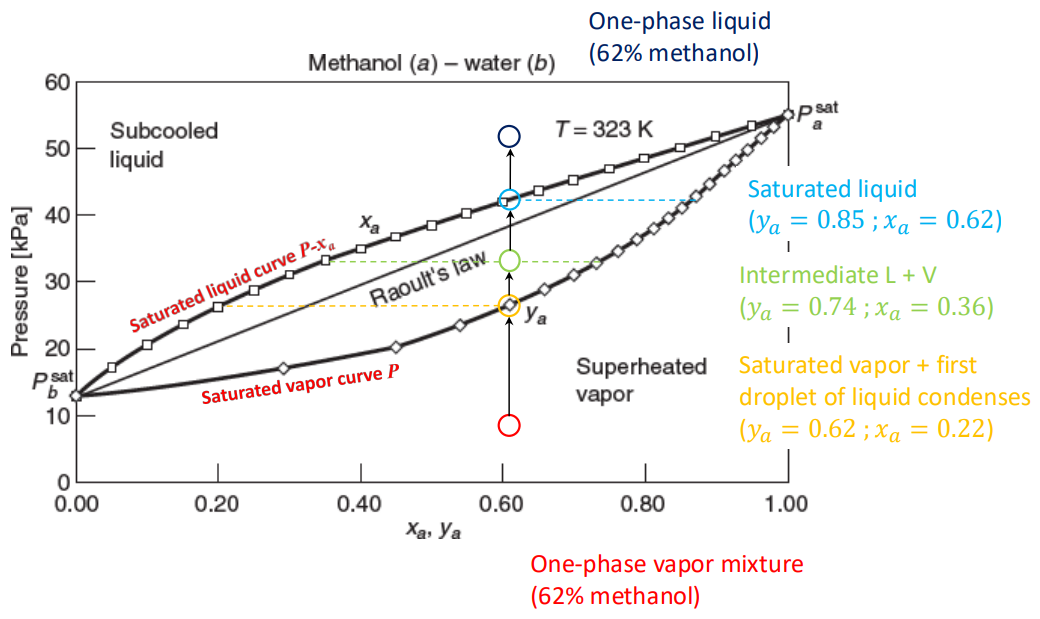 One-phase liquid
(62% methanol)
Methanol (a) – water (b)
60
50
40
30
20
10
0
Pressure [kPa]
Subcooled
liquid
T = 323 K
P_a^sat
x_a
Saturated liquid curve P-x_a
Raoult's law
y_a
P_b^sat
Saturated vapor curve P
Superheated
vapor
Saturated liquid
(y_a = 0.85 ; x_a = 0.62)
Intermediate L + V
(y_a = 0.74 ; x_a = 0.36)
Saturated vapor + first
droplet of liquid condenses
(y_a = 0.62 ; x_a = 0.22)
0.00 0.20 0.40 0.60 0.80 1.00
x_a, y_a
One-phase vapor mixture
(62% methanol)